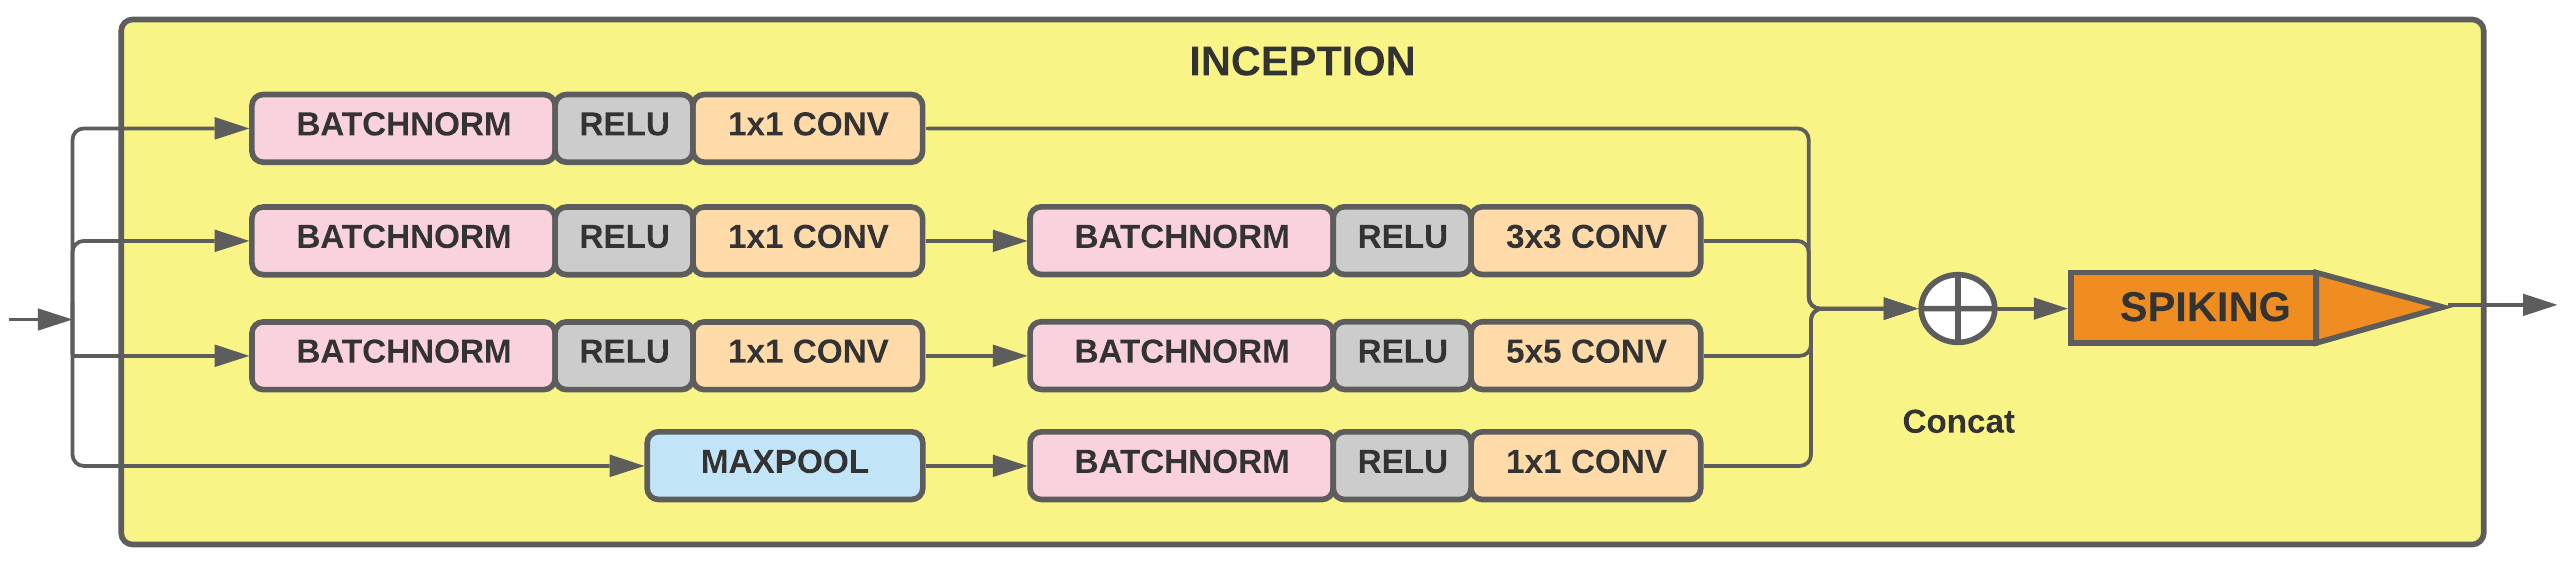 INCEPTION
BATCHNORM RELU 1x1 CONV
BATCHNORM RELU 1x1 CONV BATCHNORM RELU 3x3 CONV
SPIKING
BATCHNORM RELU 1x1 CONV BATCHNORM RELU 5x5 CONV
Concat
MAXPOOL BATCHNORM RELU 1x1 CONV